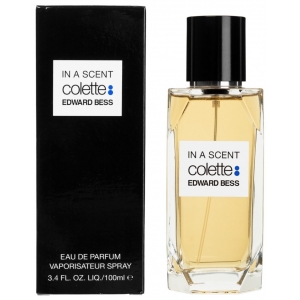 IN A SCENT
colette:
EDWARD BESS
EAU DE PARFUM
VAPORISATEUR SPRAY
3.4 FL. OZ. LIQ./100ml e
IN A SCENT
colette:
EDWARD BESS